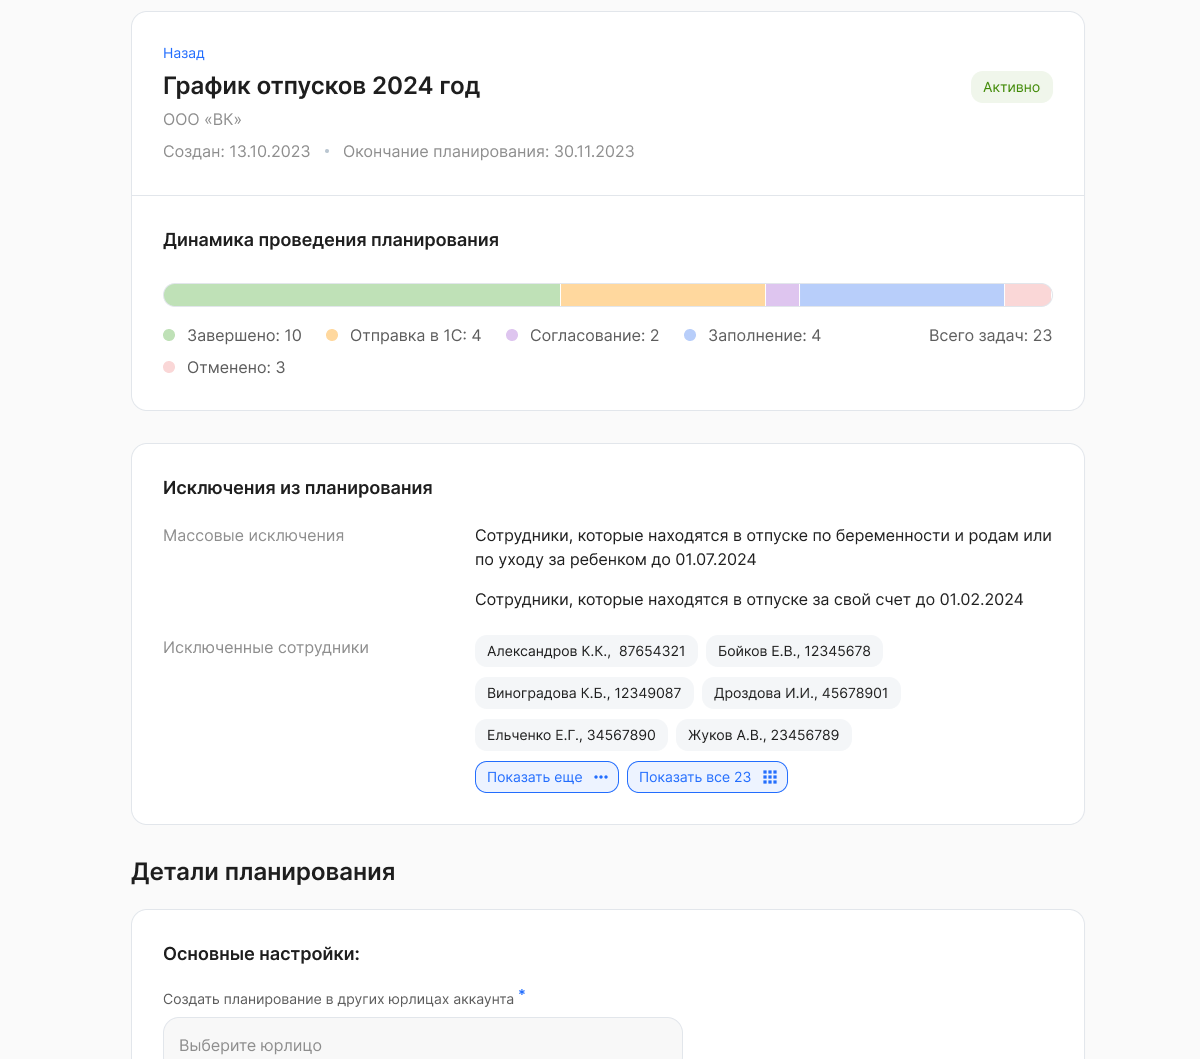 Назад
График отпусков 2024 год
Активно
ООО «ВК»
Создан: 13.10.2023 • Окончание планирования: 30.11.2023
Динамика проведения планирования
Завершено: 10 Отправка в 1С: 4 Согласование: 2 Заполнение: 4 Всего задач: 23
Отменено: 3
Исключения из планирования
Массовые исключения
Сотрудники, которые находятся в отпуске по беременности и родам или
по уходу за ребенком до 01.07.2024
Сотрудники, которые находятся в отпуске за свой счет до 01.02.2024
Исключенные сотрудники
Александров К.К., 87654321 Бойков Е.В., 12345678
Виноградова К.Б., 12349087 Дроздова И.И., 45678901
Ельченко Е.Г., 34567890 Жуков А.В., 23456789
Показать еще Показать все 23
Детали планирования
Основные настройки:
Создать планирование в других юрлицах аккаунта *
Выберите юрлицо